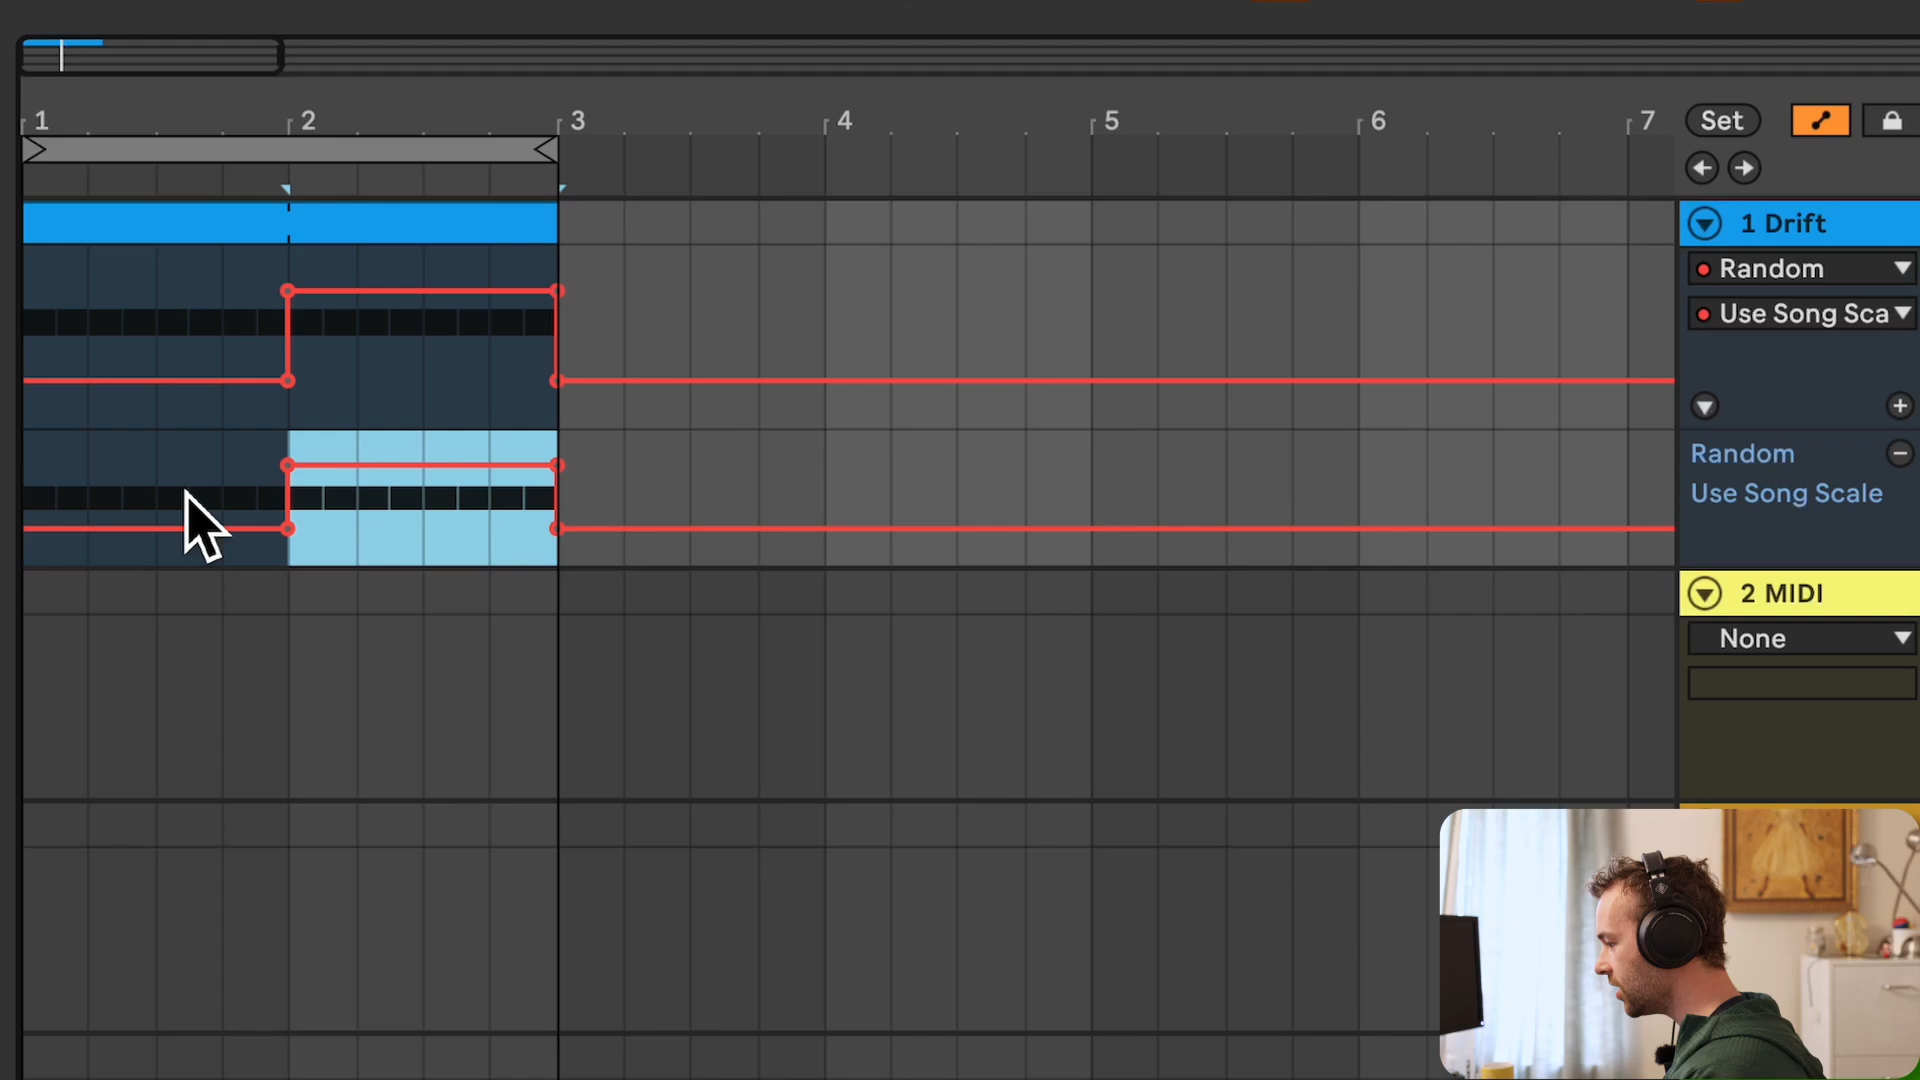 1 2 3 4 5 6 7 Set
1 Drift
Random
Use Song Sca
Random
Use Song Scale
2 MIDI
None